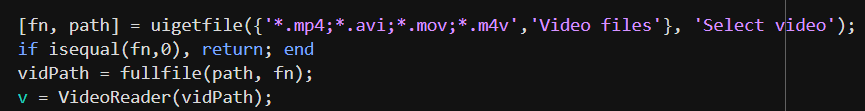 [fn, path] = uigetfile({'*.mp4;*.avi;*.mov;*.m4v','Video files'}, 'Select video');
if isequal(fn,0), return; end
vidPath = fullfile(path, fn);
v = VideoReader(vidPath);